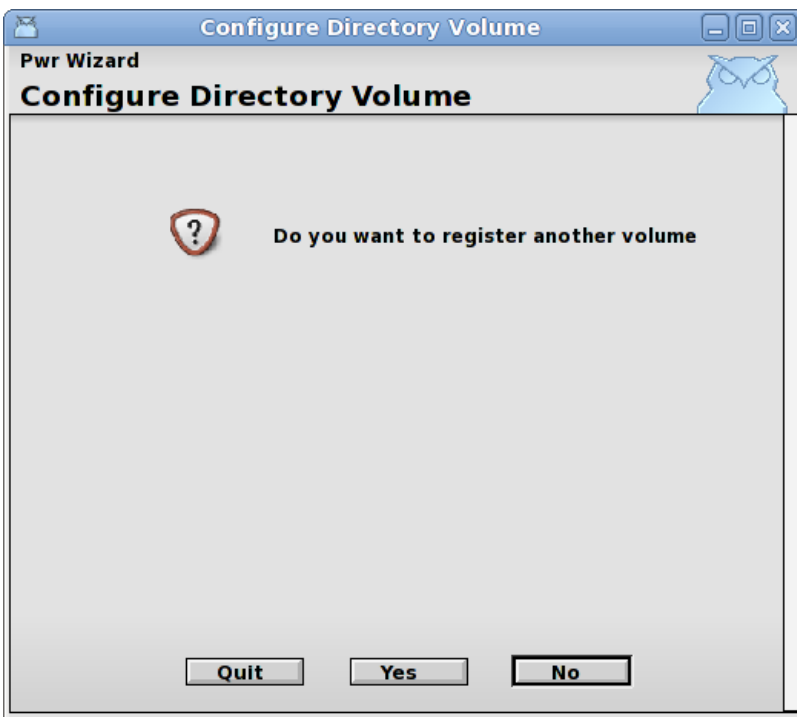 Configure Directory Volume
Pwr Wizard
Configure Directory Volume
?
Do you want to register another volume
Quit Yes No